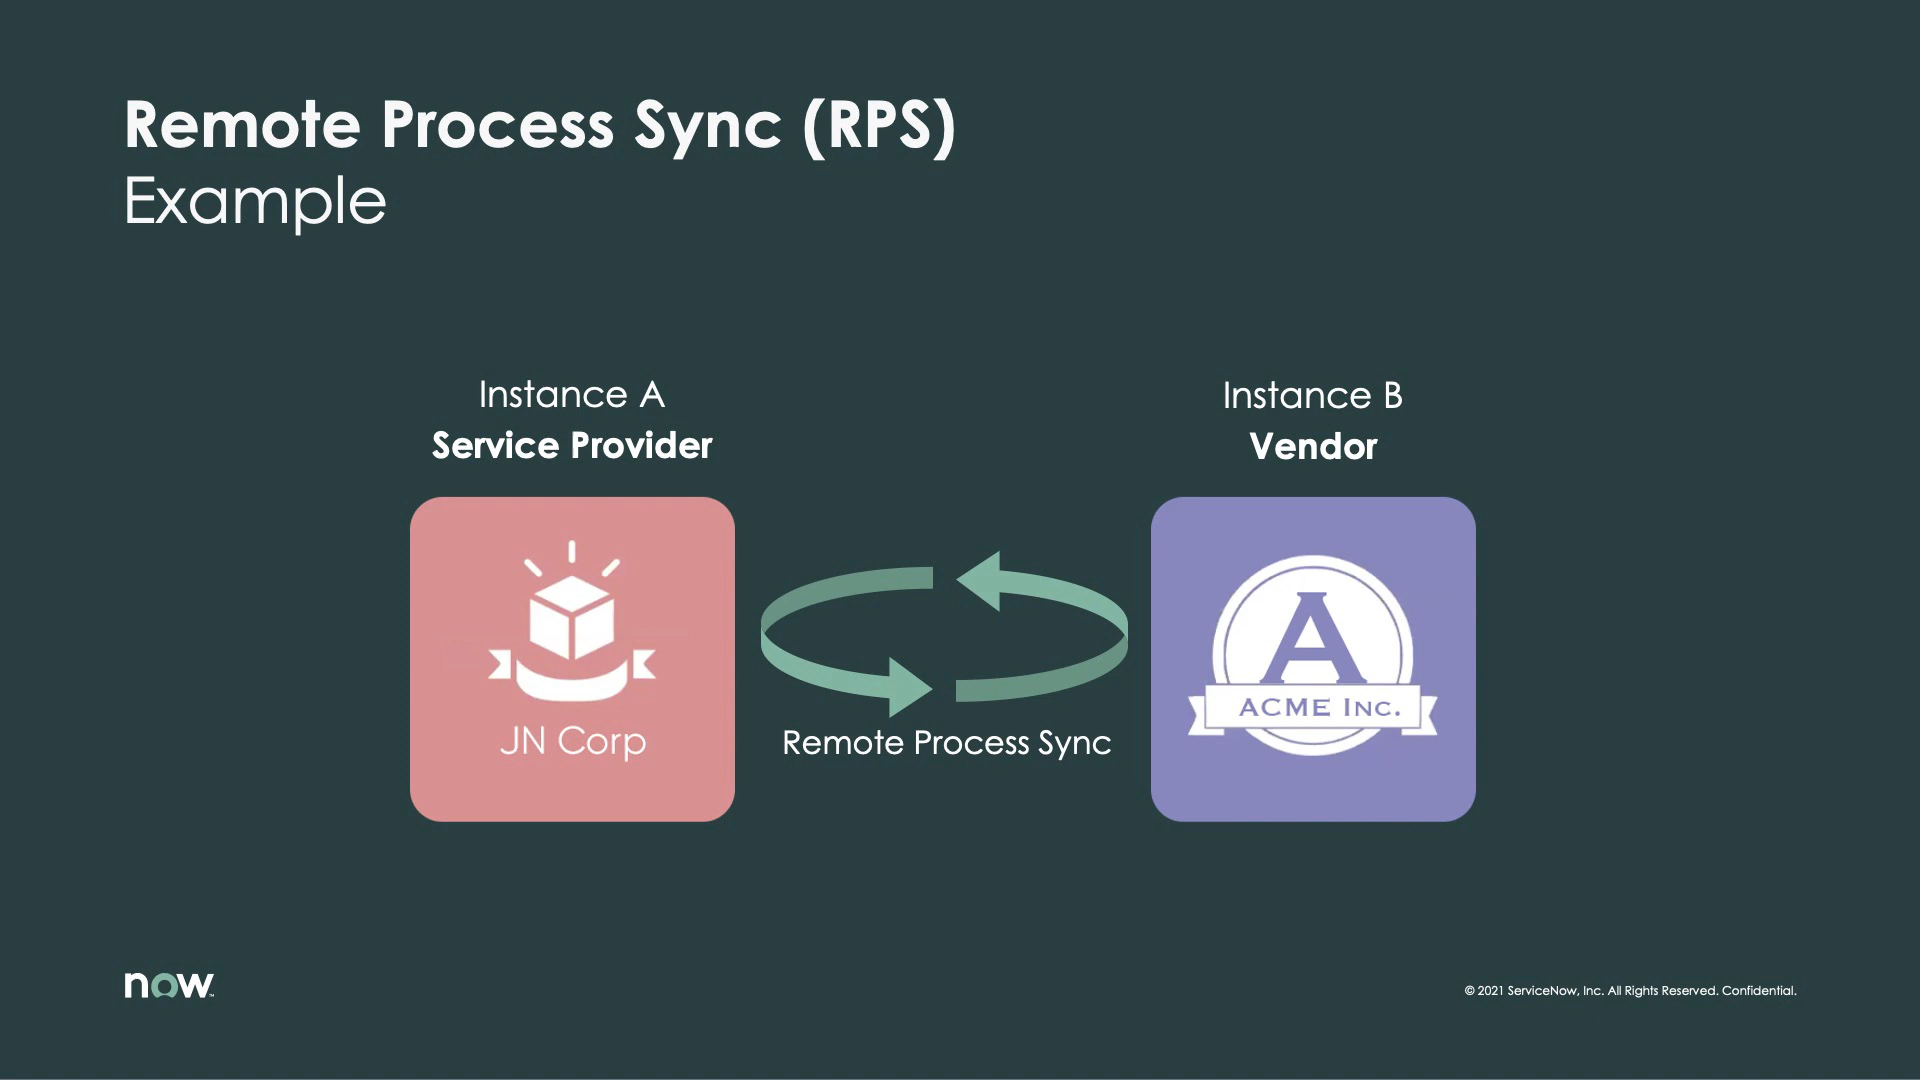 Remote Process Sync (RPS)
Example
Instance A
Service Provider
Instance B
Vendor
JN Corp
Remote Process Sync
A
ACME Inc.
now™
© 2021 ServiceNow, Inc. All Rights Reserved. Confidential.